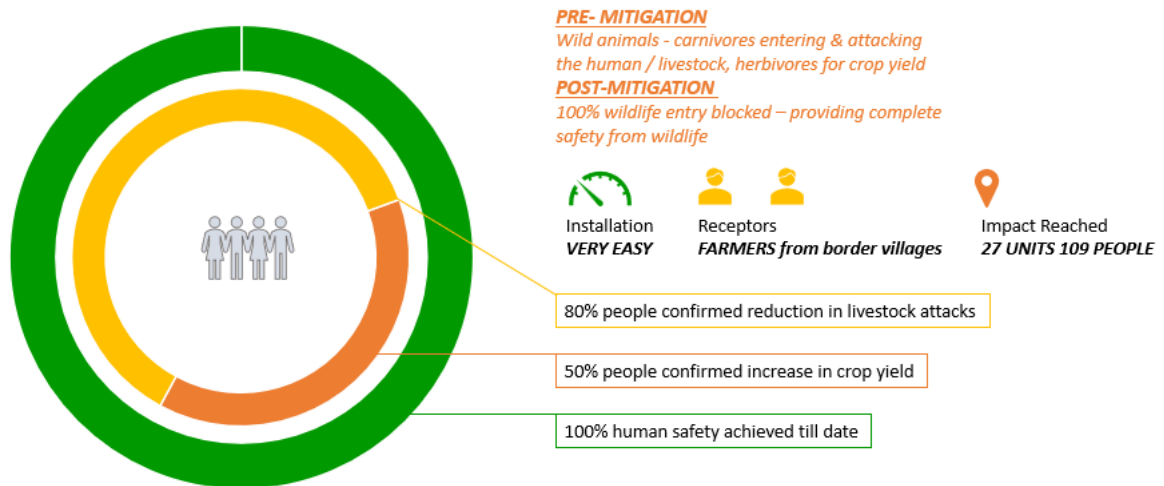 PRE- MITIGATION
Wild animals - carnivores entering & attacking
the human / livestock, herbivores for crop yield
POST-MITIGATION
100% wildlife entry blocked – providing complete
safety from wildlife
Installation
VERY EASY
Receptors
FARMERS from border villages
Impact Reached
27 UNITS 109 PEOPLE
80% people confirmed reduction in livestock attacks
50% people confirmed increase in crop yield
100% human safety achieved till date